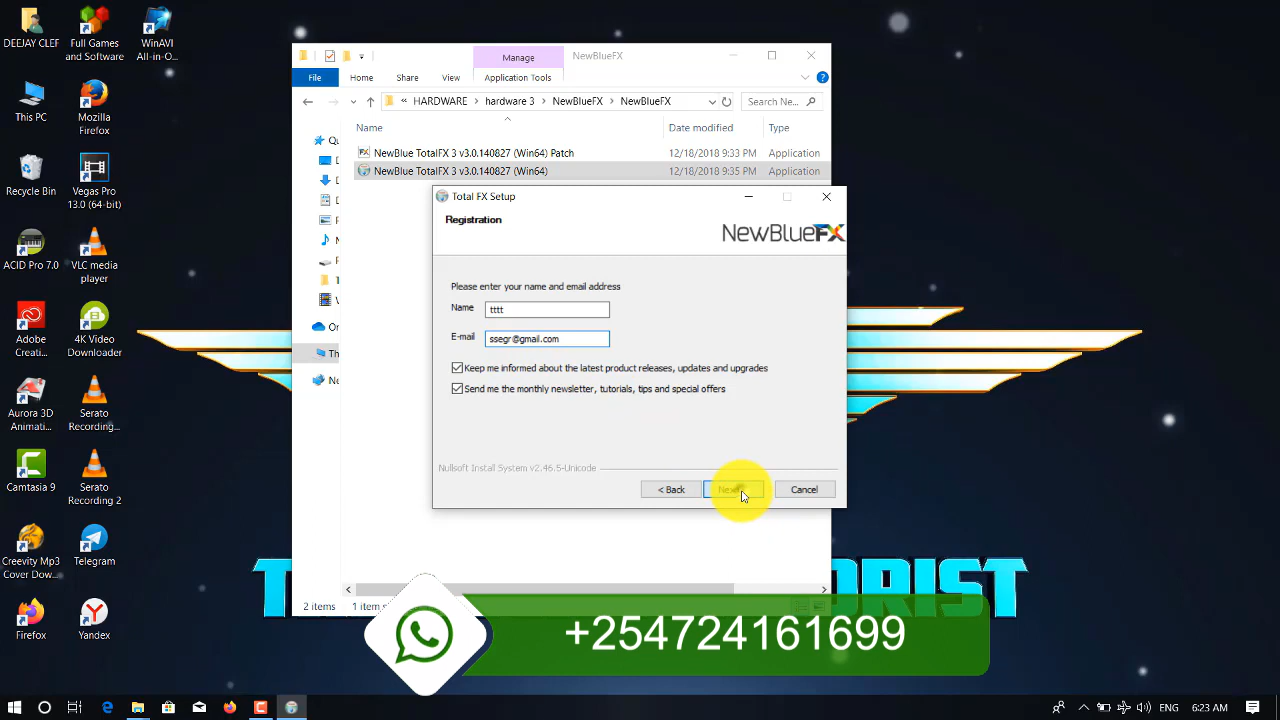 DEEJAY CLEF
Full Games
and Software
WinAVI
All-in-O...
This PC
Mozilla
Firefox
Recycle Bin
Vegas Pro
13.0 (64-bit)
ACID Pro 7.0
VLC media
player
Adobe
Creati...
4K Video
Downloader
Aurora 3D
Animati...
Serato
Recording...
Camtasia 9
Serato
Recording 2
Creevity Mp3
Cover Dow...
Telegram
Firefox
Yandex
Manage
NewBlueFX
File
Home
Share
View
Application Tools
HARDWARE
hardware 3
NewBlueFX
NewBlueFX
Search Ne...
Name
Date modified
Type
NewBlue TotalFX 3 v3.0.140827 (Win64) Patch
12/18/2018 9:33 PM
Application
NewBlue TotalFX 3 v3.0.140827 (Win64)
12/18/2018 9:35 PM
Application
Total FX Setup
Registration
NewBlueFX
Please enter your name and email address
Name
tttt
E-mail
ssegr@gmail.com
Keep me informed about the latest product releases, updates and upgrades
Send me the monthly newsletter, tutorials, tips and special offers
Nullsoft Install System v2.46.5-Unicode
< Back
Next
Cancel
2 items
+254724161699
ENG
6:23 AM